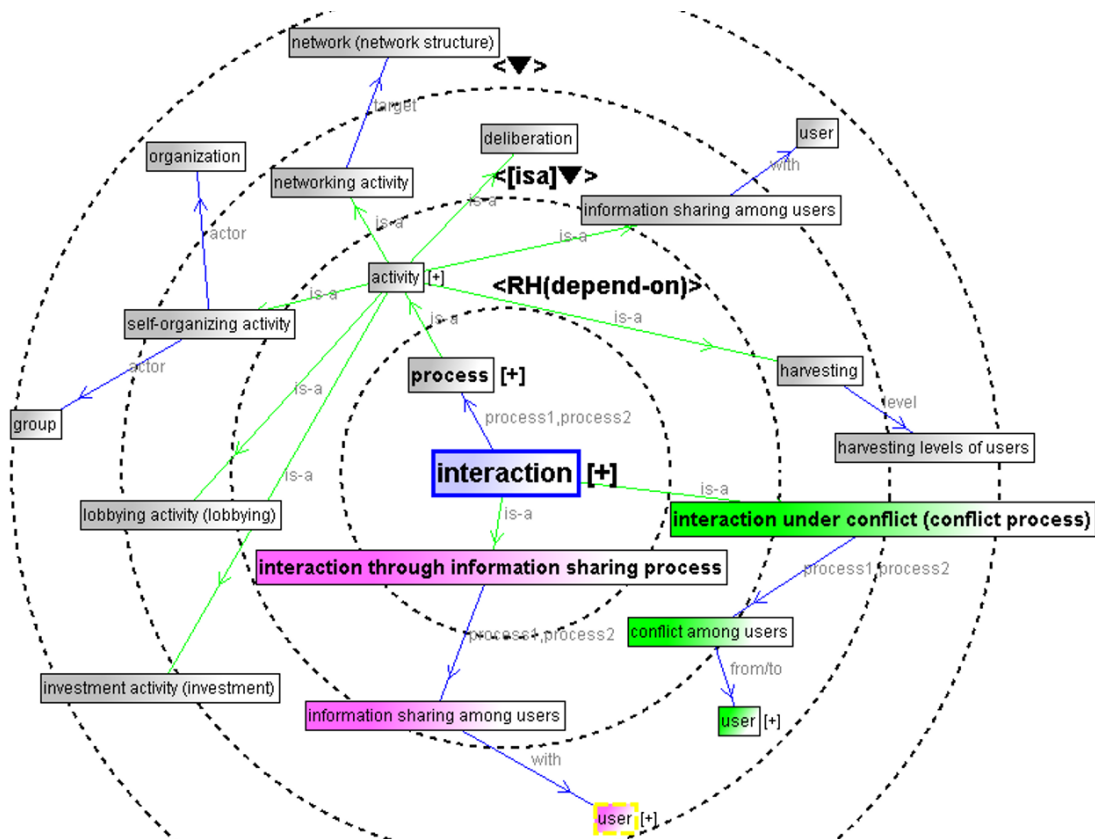 network (network structure)
<▼>
target
deliberation
user
organization
with
networking activity
<[isa]▼>
is-a
information sharing among users
is-a
actor
is-a
activity [+]
<RH(depend-on)>
is-a
self-organizing activity
is-a
is-a
actor
process [+]
harvesting
is-a
level
group
process1,process2
harvesting levels of users
interaction [+]
is-a
is-a
lobbying activity (lobbying)
is-a
interaction under conflict (conflict process)
interaction through information sharing process
process1,process2
process1,process2
conflict among users
from/to
investment activity (investment)
information sharing among users
user [+]
with
user [+]